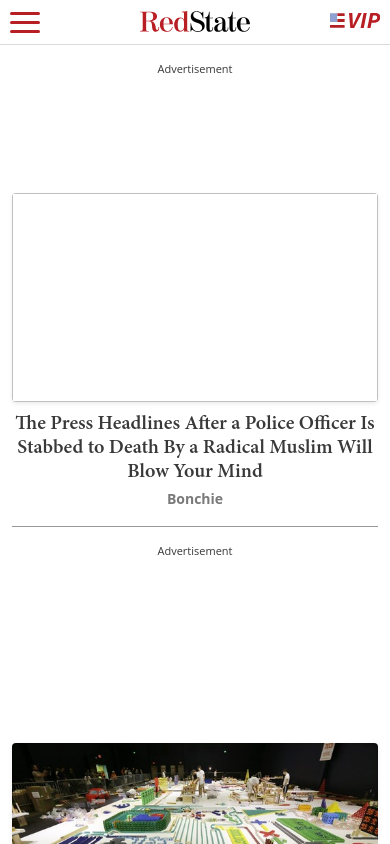 RedState
VIP
Advertisement
The Press Headlines After a Police Officer Is
Stabbed to Death By a Radical Muslim Will
Blow Your Mind
Bonchie
Advertisement